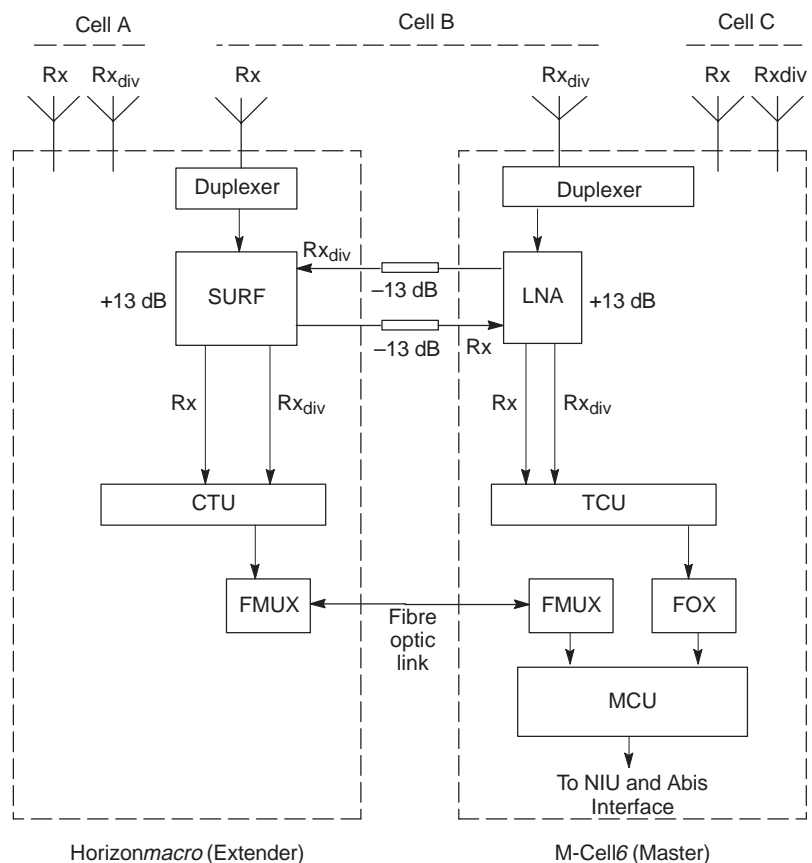 Cell A
Cell B
Cell C
Rx
Rxdiv
Rx
Rxdiv
Rx
Rxdiv
Duplexer
Duplexer
Rxdiv
–13 dB
+13 dB
SURF
LNA
+13 dB
–13 dB
Rx
Rx
Rxdiv
Rx
Rxdiv
CTU
TCU
FMUX
FMUX
FOX
Fibre
optic
link
MCU
To NIU and Abis
Interface
Horizonmacro (Extender)
M-Cell6 (Master)